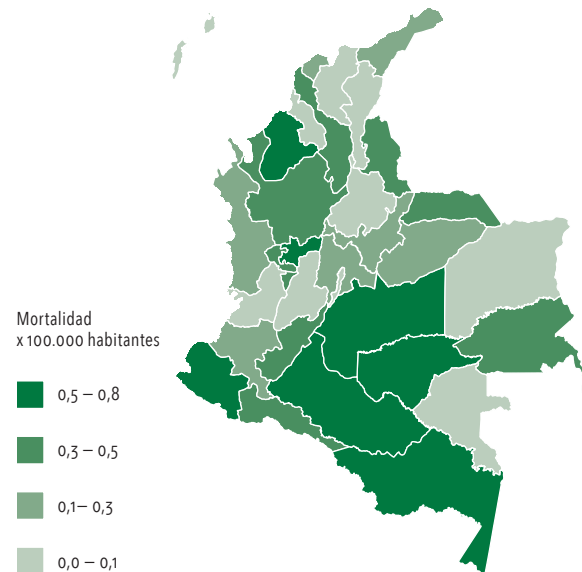 Mortalidad
x 100.000 habitantes
0,5 – 0,8
0,3 – 0,5
0,1– 0,3
0,0 – 0,1